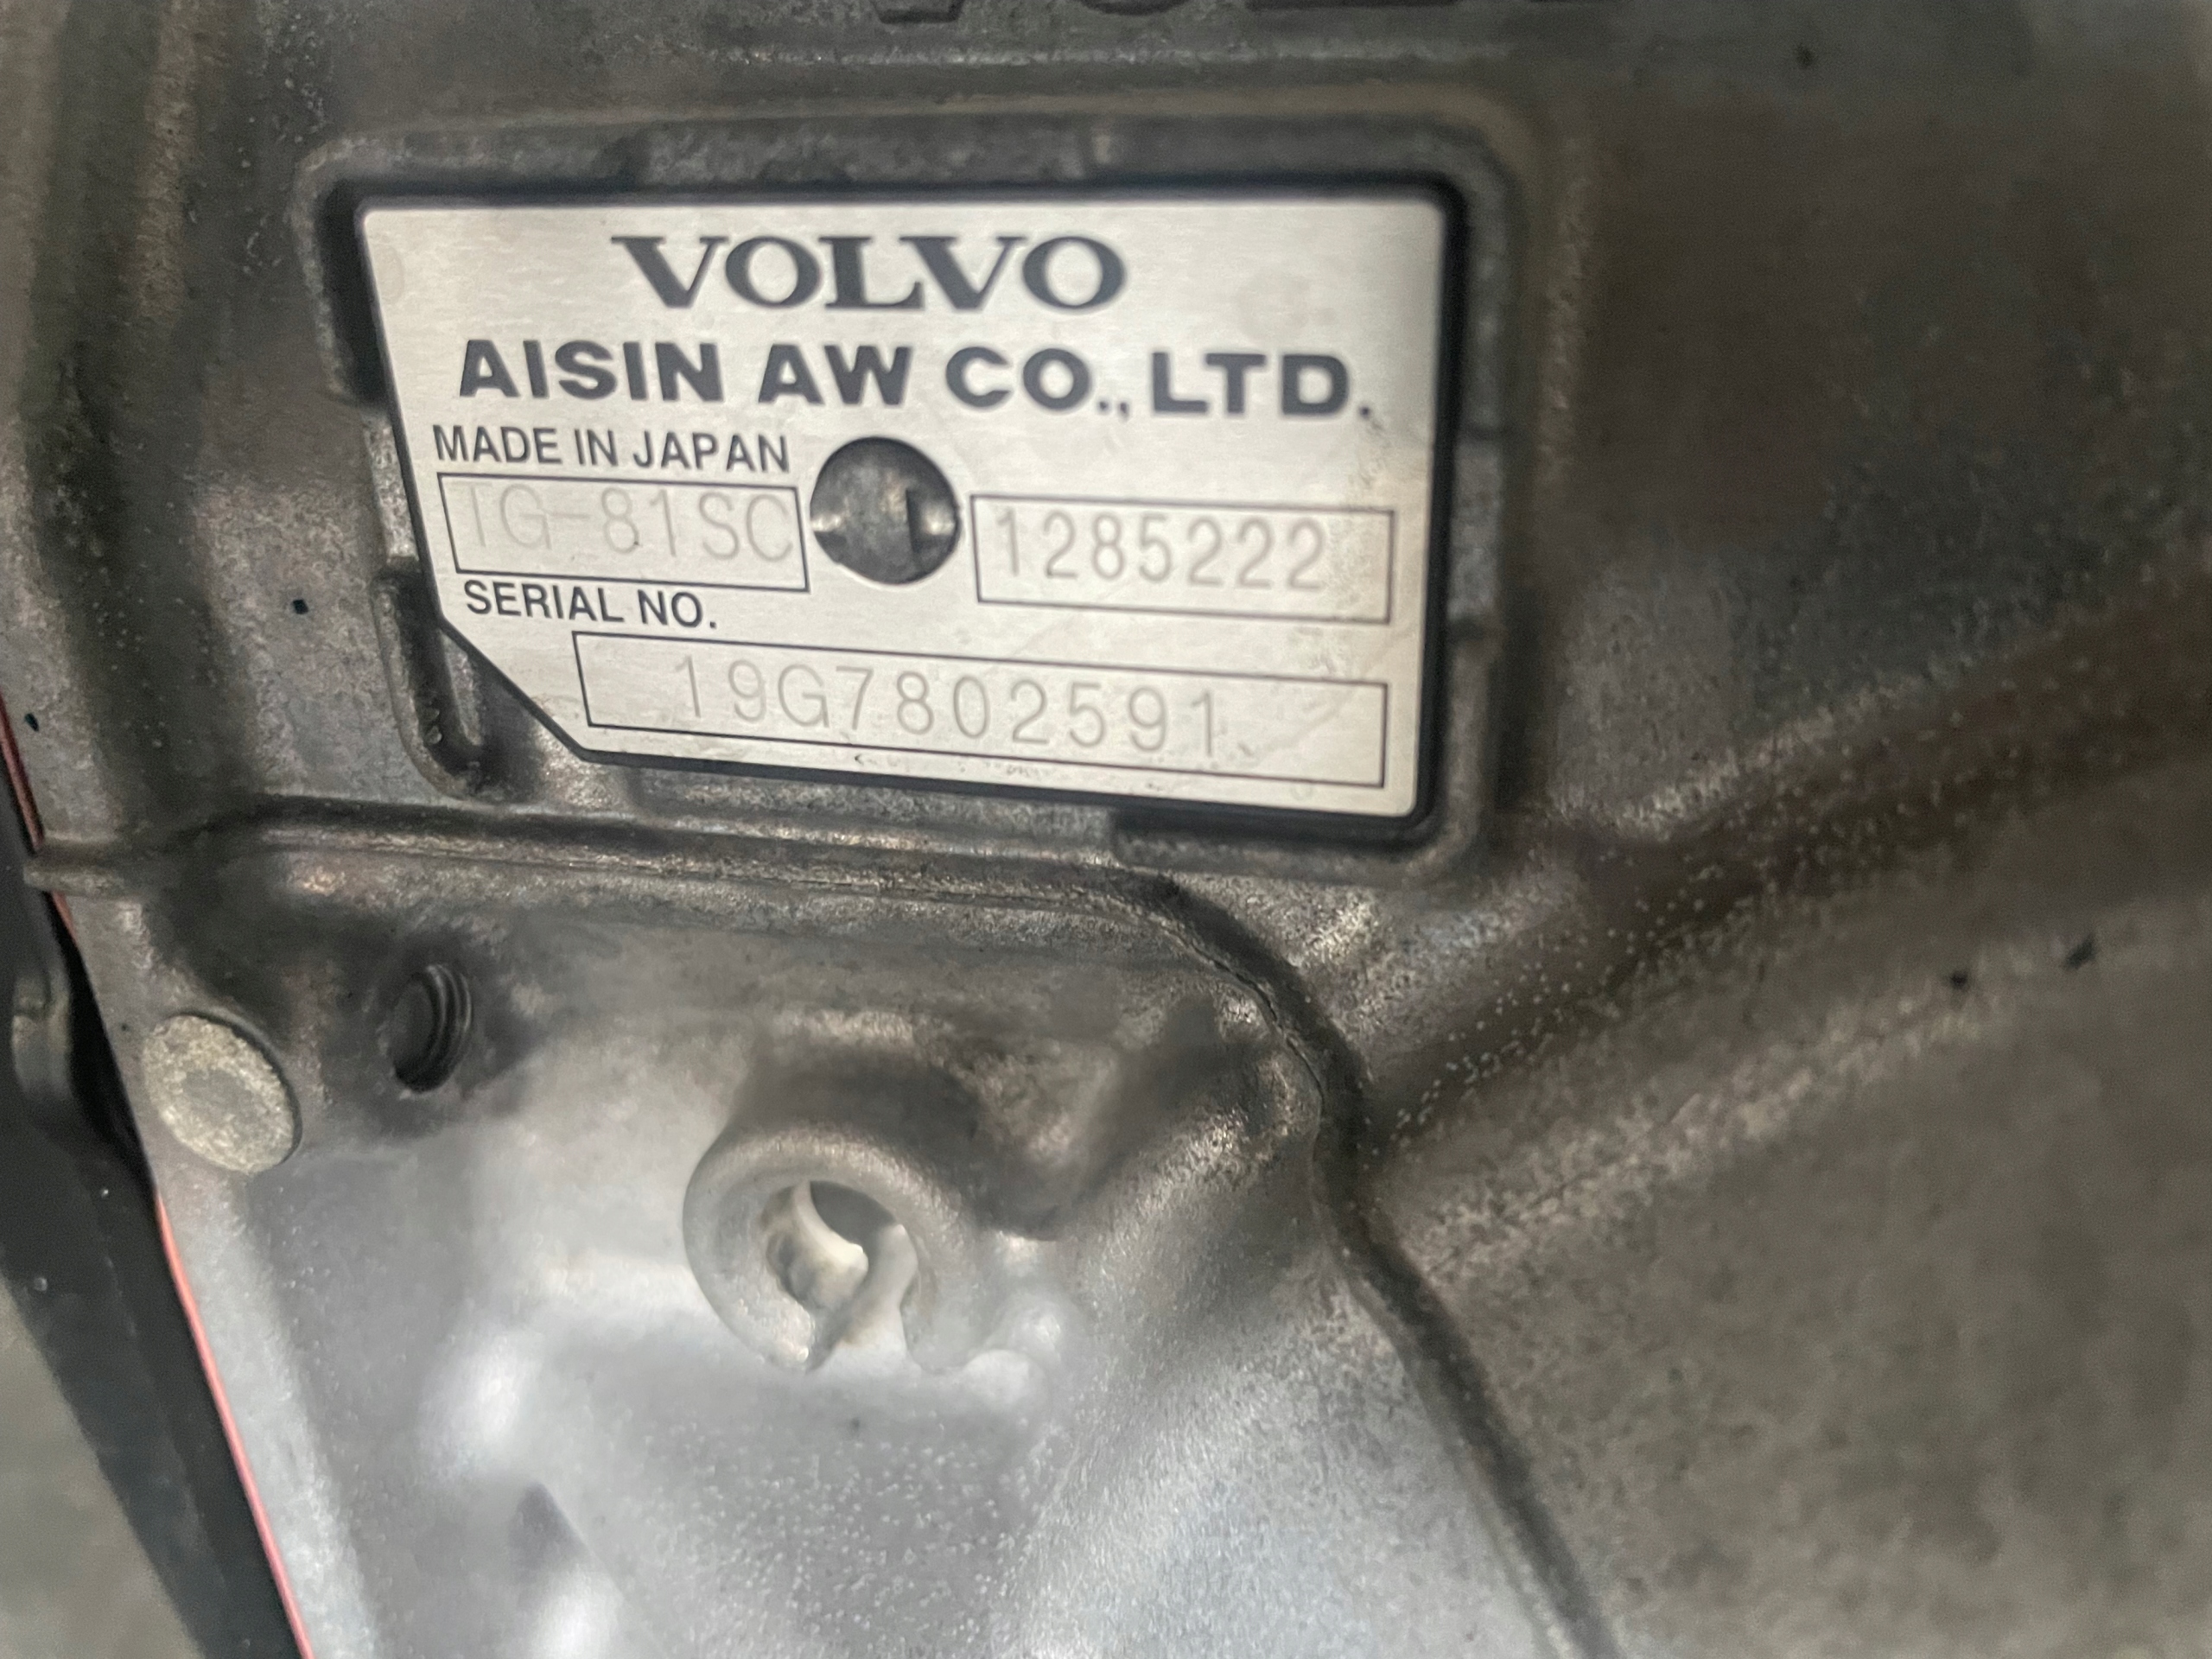 VOLVO
AISIN AW CO., LTD.
MADE IN JAPAN
TG-81SC 1285222
SERIAL NO.
19G7802591